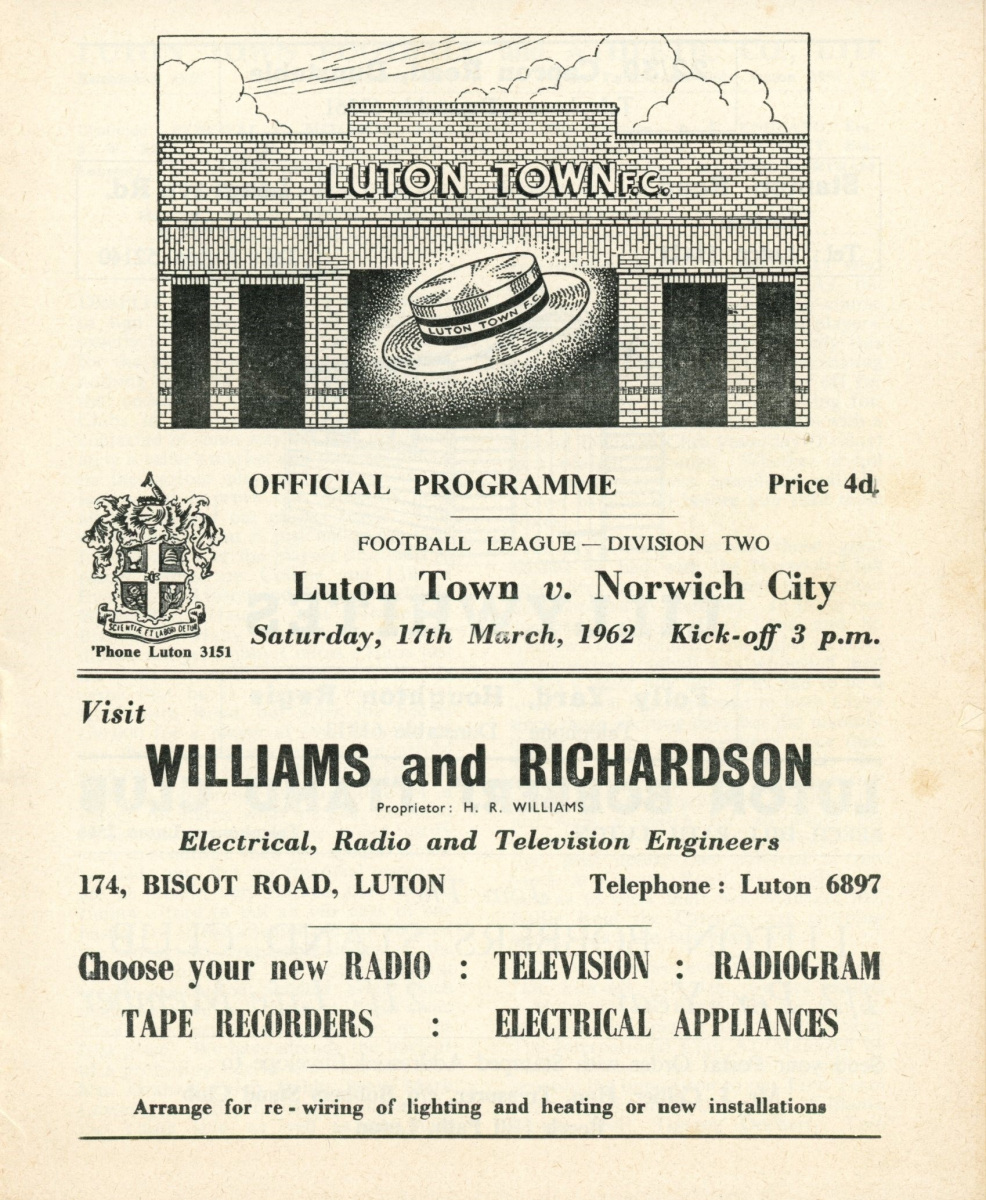 LUTON TOWN F.C.
LUTON TOWN F.C.
OFFICIAL PROGRAMME Price 4d.
FOOTBALL LEAGUE — DIVISION TWO
Luton Town v. Norwich City
Saturday, 17th March, 1962 Kick-off 3 p.m.
SCIENTIÆ ET LABORI DETUR
'Phone Luton 3151
Visit
WILLIAMS and RICHARDSON
Proprietor: H. R. WILLIAMS
Electrical, Radio and Television Engineers
174, BISCOT ROAD, LUTON Telephone : Luton 6897
Choose your new RADIO : TELEVISION : RADIOGRAM
TAPE RECORDERS : ELECTRICAL APPLIANCES
Arrange for re-wiring of lighting and heating or new installations